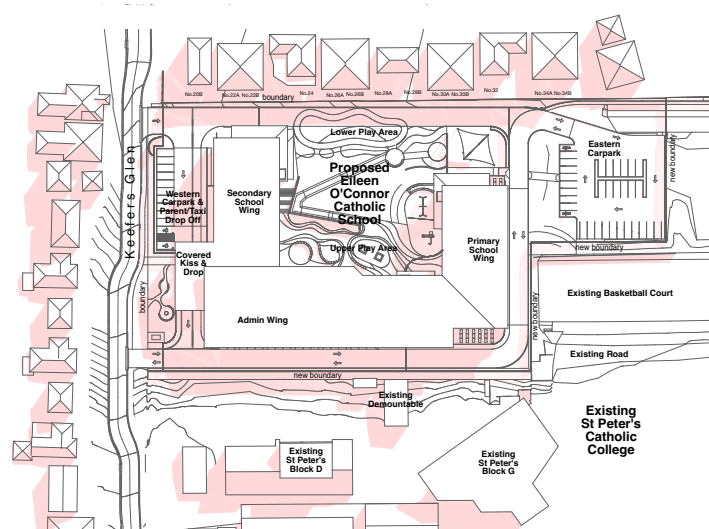 No.20B
No.22A No.22B
No.24
No.26A No.26B
No.28A
No.28B
No.30A No.30B
No.32
No.34A No.34B
boundary
Lower Play Area
Eastern
Carpark
Keefers Glen
new boundary
Proposed
Eileen
O'Connor
Catholic
School
Western
Carpark &
Parent/Taxi
Drop Off
Secondary
School
Wing
Upper Play Area
Primary
School
Wing
new boundary
Covered
Kiss &
Drop
boundary
Existing Basketball Court
new boundary
Admin Wing
Existing Road
new boundary
Existing
Demountable
Existing
St Peter's
Catholic
College
Existing
St Peter's
Block D
Existing
St Peter's
Block G